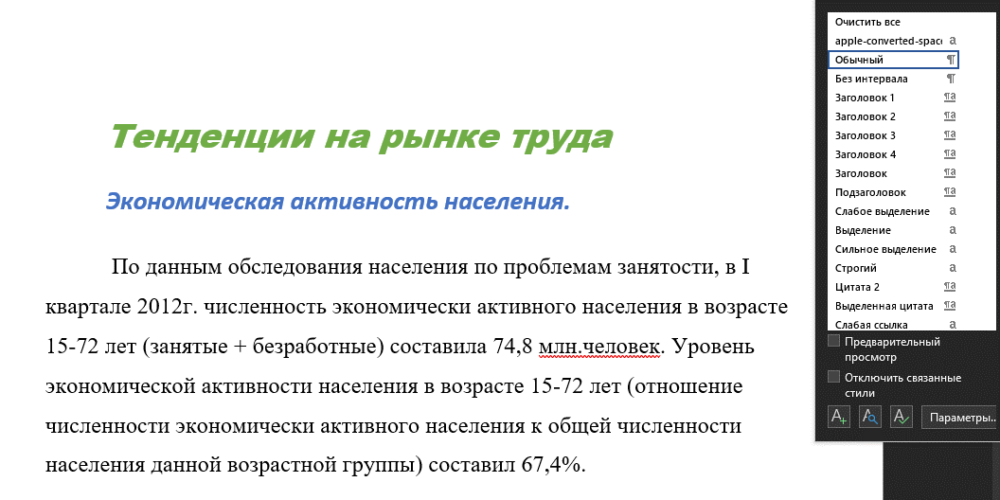 Тенденции на рынке труда
Экономическая активность населения.
По данным обследования населения по проблемам занятости, в I
квартале 2012г. численность экономически активного населения в возрасте
15-72 лет (занятые + безработные) составила 74,8 млн.человек. Уровень
экономической активности населения в возрасте 15-72 лет (отношение
численности экономически активного населения к общей численности
населения данной возрастной группы) составил 67,4%.
Очистить все
apple-converted-spac a
Обычный ¶
Без интервала ¶
Заголовок 1 ¶a
Заголовок 2 ¶a
Заголовок 3 ¶a
Заголовок 4 ¶a
Заголовок ¶a
Подзаголовок ¶a
Слабое выделение a
Выделение a
Сильное выделение a
Строгий a
Цитата 2 ¶a
Выделенная цитата ¶a
Слабая ссылка a
Предварительный
просмотр
Отключить связанные
стили
Параметры..